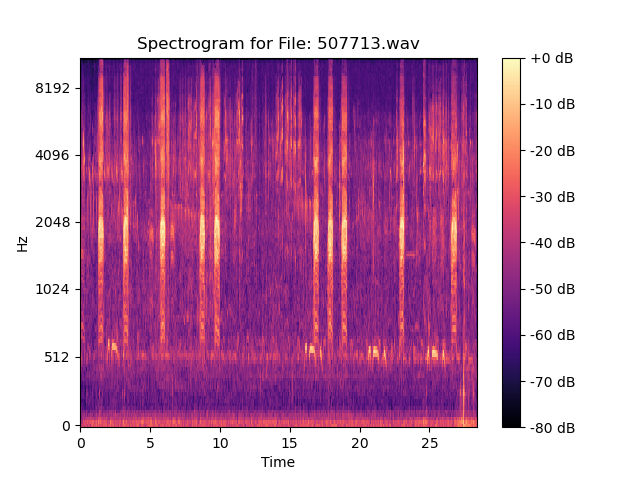 Spectrogram for File: 507713.wav
Hz
8192
4096
2048
1024
512
0
0 5 10 15 20 25
Time
+0 dB
-10 dB
-20 dB
-30 dB
-40 dB
-50 dB
-60 dB
-70 dB
-80 dB